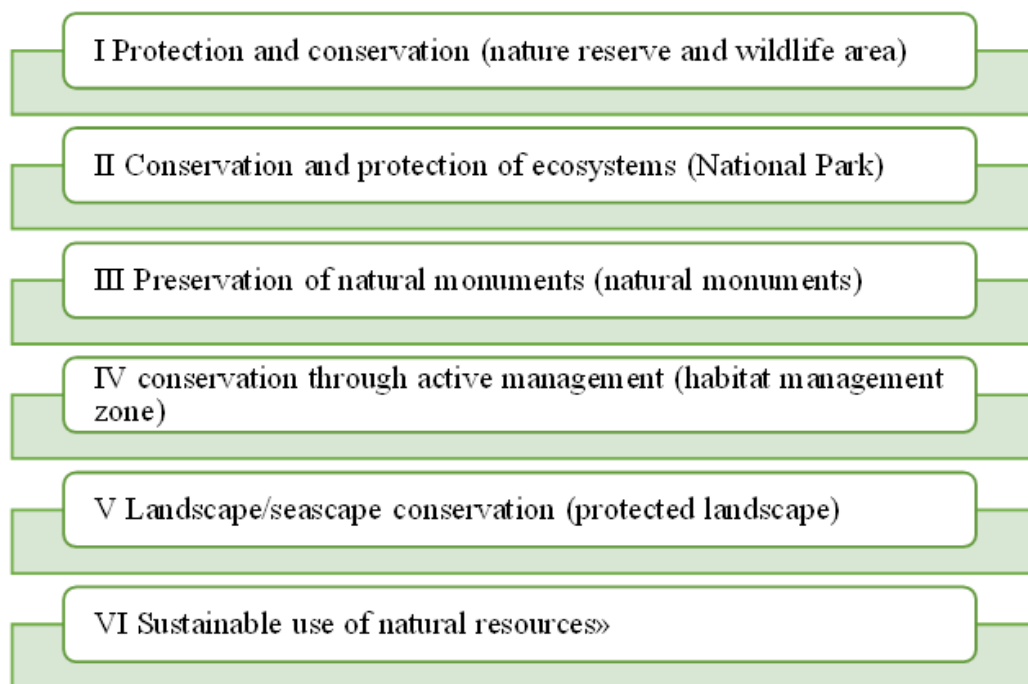 I Protection and conservation (nature reserve and wildlife area)
II Conservation and protection of ecosystems (National Park)
III Preservation of natural monuments (natural monuments)
IV conservation through active management (habitat management
zone)
V Landscape/seascape conservation (protected landscape)
VI Sustainable use of natural resources»